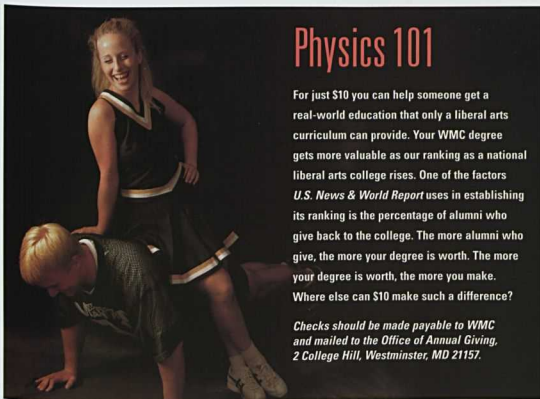 Physics 101
For just $10 you can help someone get a
real-world education that only a liberal arts
curriculum can provide. Your WMC degree
gets more valuable as our ranking as a national
liberal arts college rises. One of the factors
U.S. News & World Report uses in establishing
its ranking is the percentage of alumni who
give back to the college. The more alumni who
give, the more your degree is worth. The more
your degree is worth, the more you make.
Where else can $10 make such a difference?
Checks should be made payable to WMC
and mailed to the Office of Annual Giving,
2 College Hill, Westminster, MD 21157.